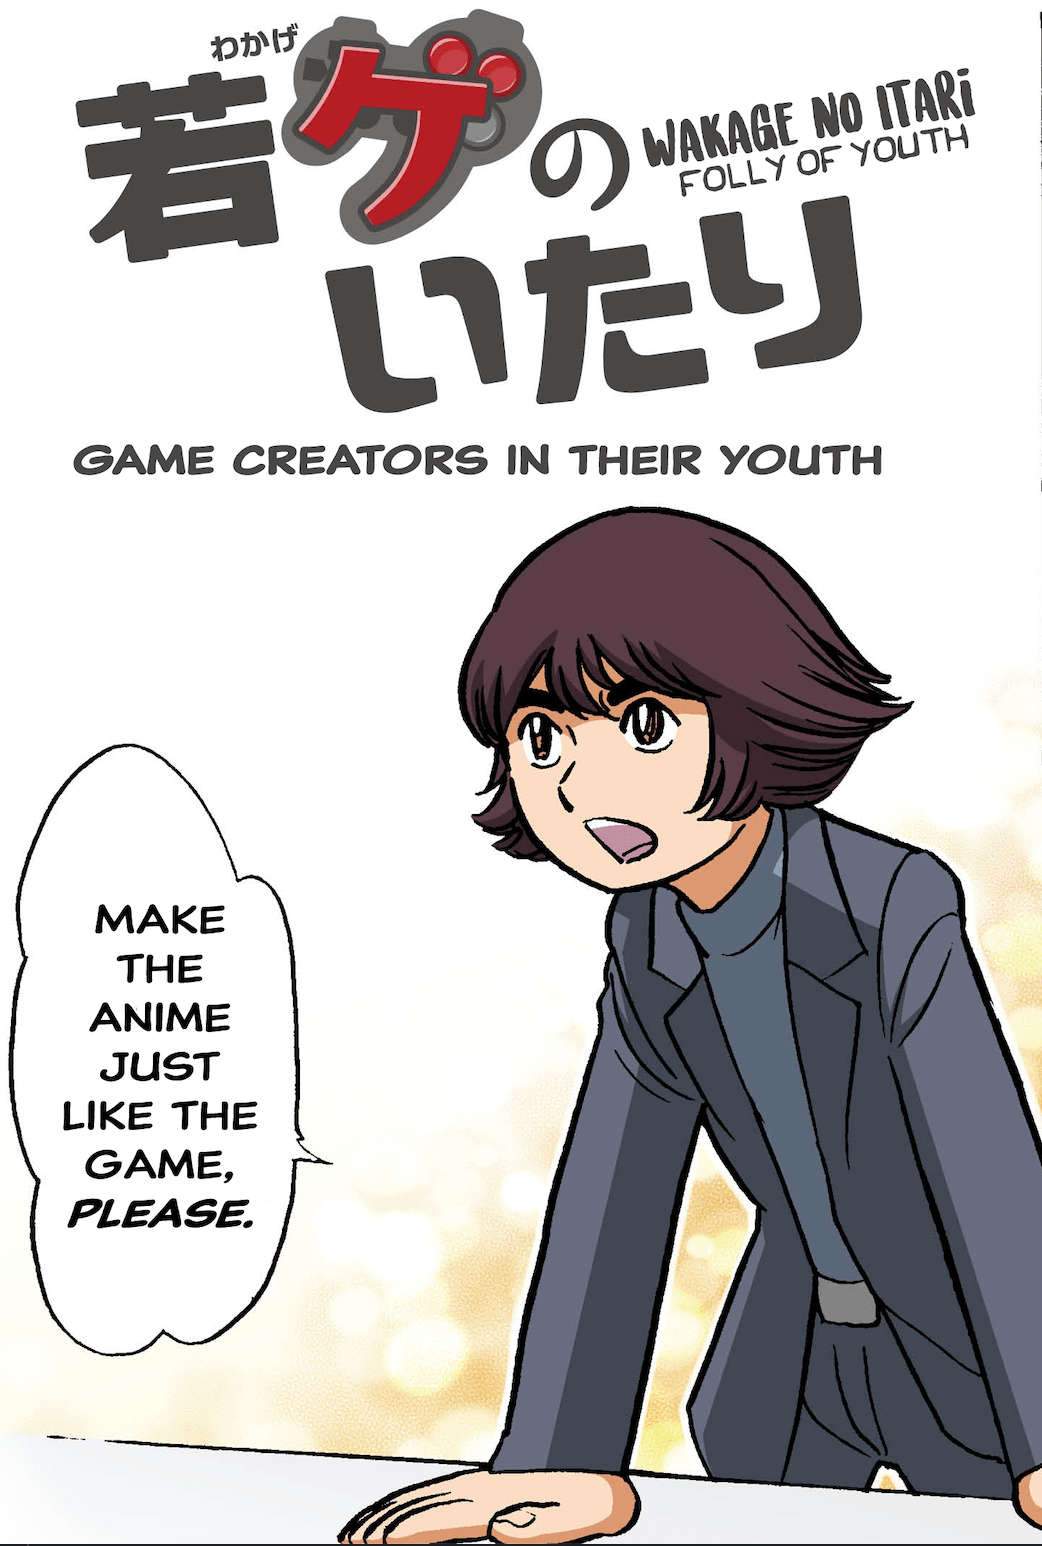 わかげ
若ゲの
WAKAGE NO ITARi
FOLLY OF YOUTH
いたり
GAME CREATORS IN THEIR YOUTH
MAKE
THE
ANIME
JUST
LIKE THE
GAME,
PLEASE.